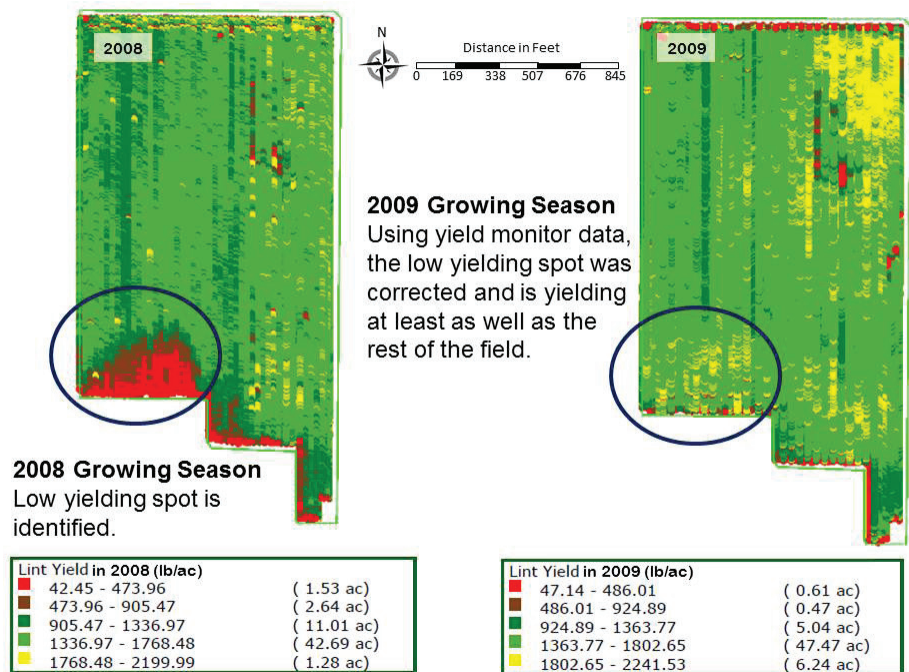 2008
N
Distance in Feet
0 169 338 507 676 845
2009
2009 Growing Season
Using yield monitor data,
the low yielding spot was
corrected and is yielding
at least as well as the
rest of the field.
2008 Growing Season
Low yielding spot is
identified.
Lint Yield in 2008 (lb/ac)
42.45 - 473.96 ( 1.53 ac)
473.96 - 905.47 ( 2.64 ac)
905.47 - 1336.97 ( 11.01 ac)
1336.97 - 1768.48 ( 42.69 ac)
1768.48 - 2199.99 ( 1.28 ac)
Lint Yield in 2009 (lb/ac)
47.14 - 486.01 ( 0.61 ac)
486.01 - 924.89 ( 0.47 ac)
924.89 - 1363.77 ( 5.04 ac)
1363.77 - 1802.65 ( 47.47 ac)
1802.65 - 2241.53 ( 6.24 ac)